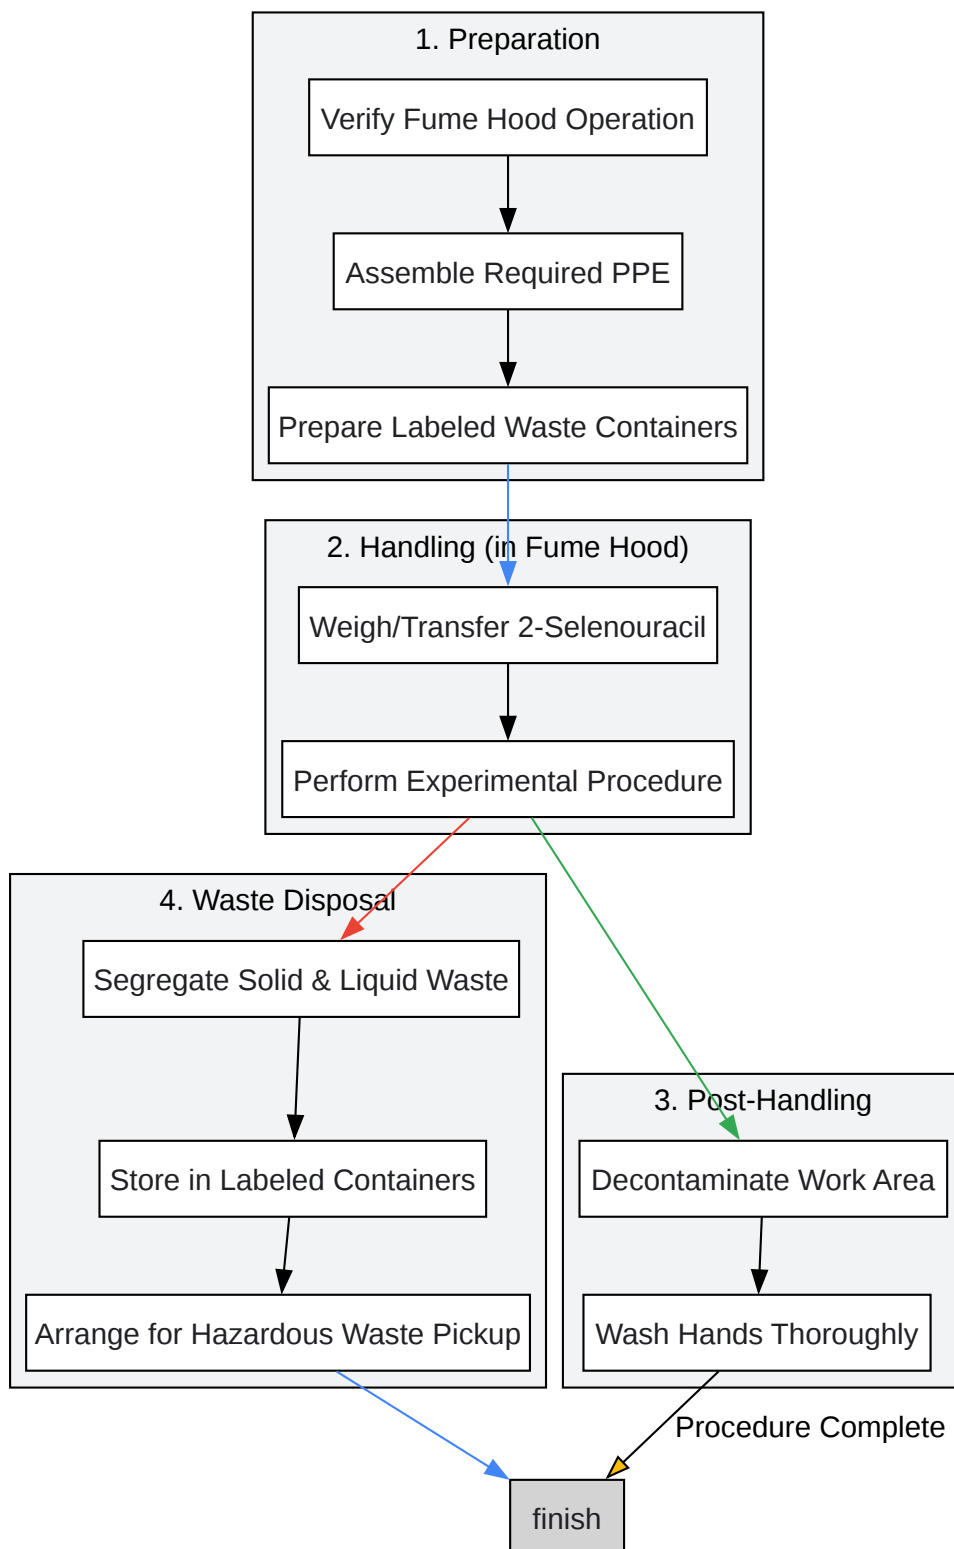 1. Preparation
Verify Fume Hood Operation
Assemble Required PPE
Prepare Labeled Waste Containers
2. Handling (in Fume Hood)
Weigh/Transfer 2-Selenouracil
Perform Experimental Procedure
4. Waste Disposal
Segregate Solid & Liquid Waste
Store in Labeled Containers
Arrange for Hazardous Waste Pickup
3. Post-Handling
Decontaminate Work Area
Wash Hands Thoroughly
Procedure Complete
finish